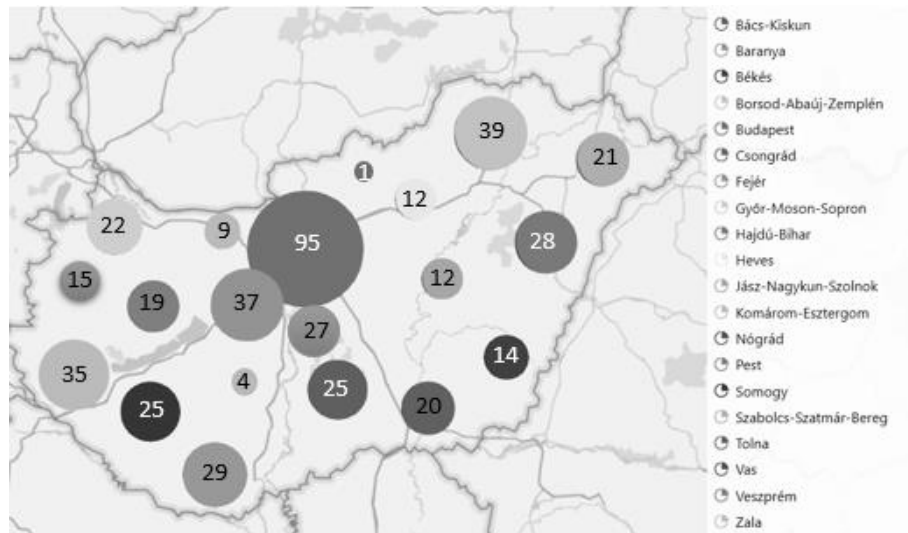 39
21
1
12
22
9
95
28
15
19
37
12
27
14
35
25
4
25
20
29
Bács-Kiskun
Baranya
Békés
Borsod-Abaúj-Zemplén
Budapest
Csongrád
Fejér
Győr-Moson-Sopron
Hajdú-Bihar
Heves
Jász-Nagykun-Szolnok
Komárom-Esztergom
Nógrád
Pest
Somogy
Szabolcs-Szatmár-Bereg
Tolna
Vas
Veszprém
Zala